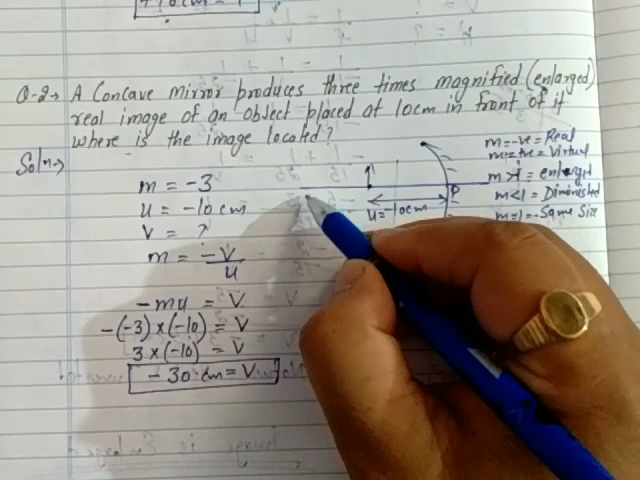 Q-2→ A Concave mirror produces three times magnified (enlarged)
real image of an object placed at 10cm in front of it
where is the image located?
Soln→
m = -3
u = -10 cm
v = ?
m = -v/u
-mu = v
-(-3)×(-10) = v
3×(-10) = v
-30 cm = v
u=-10cm
P
m=-ve=Real
m=+ve=Virtual
m>1=enlarged
m<1=Diminished
m=1=Same Size